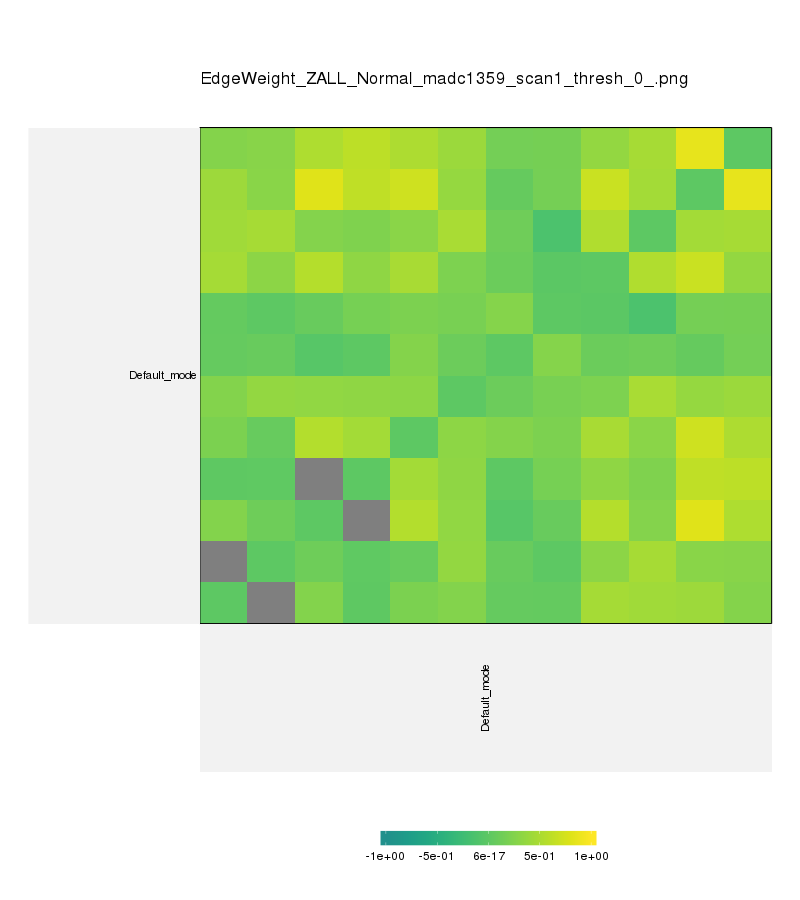 EdgeWeight_ZALL_Normal_madc1359_scan1_thresh_0_.png
Default_mode
Default_mode
-1e+00 -5e-01 6e-17 5e-01 1e+00